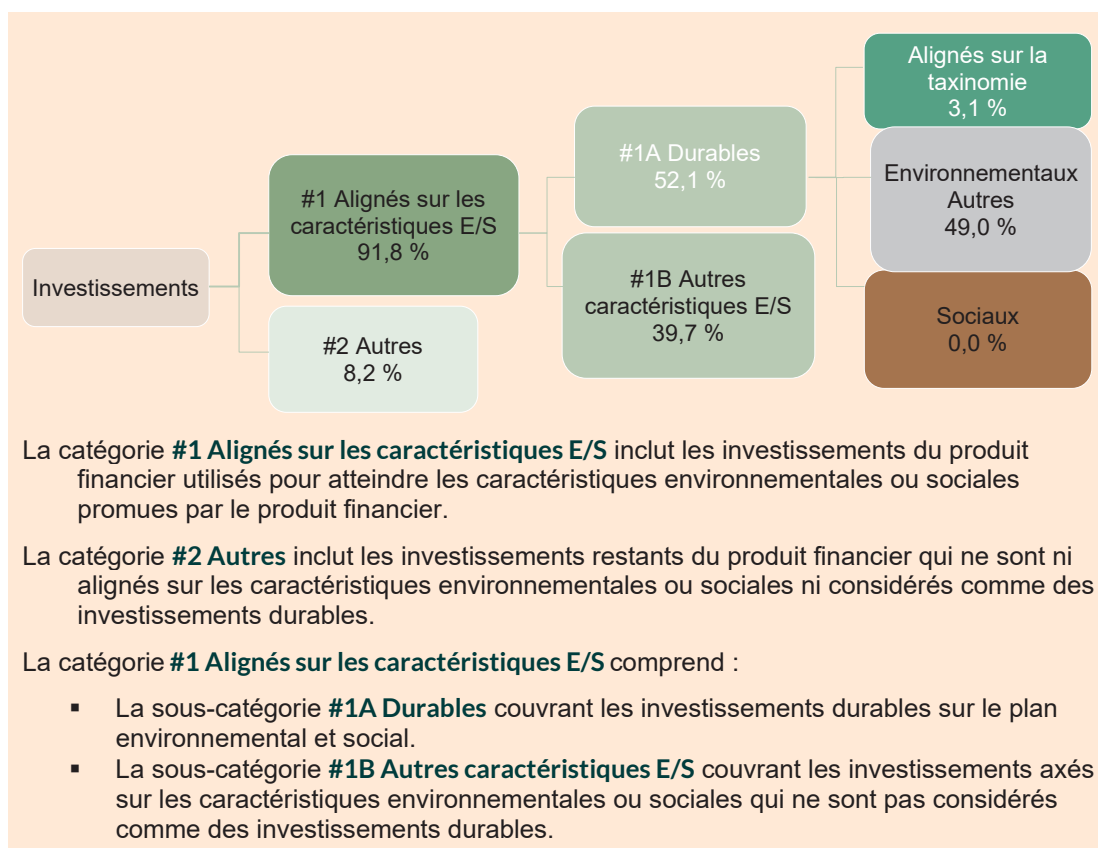 Investissements
#1 Alignés sur les
caractéristiques E/S
91,8 %
#2 Autres
8,2 %
#1A Durables
52,1 %
#1B Autres
caractéristiques E/S
39,7 %
Alignés sur la
taxinomie
3,1 %
Environnementaux
Autres
49,0 %
Sociaux
0,0 %
La catégorie #1 Alignés sur les caractéristiques E/S inclut les investissements du produit
financier utilisés pour atteindre les caractéristiques environnementales ou sociales
promues par le produit financier.
La catégorie #2 Autres inclut les investissements restants du produit financier qui ne sont ni
alignés sur les caractéristiques environnementales ou sociales ni considérés comme des
investissements durables.
La catégorie #1 Alignés sur les caractéristiques E/S comprend :
▪ La sous-catégorie #1A Durables couvrant les investissements durables sur le plan
environnemental et social.
▪ La sous-catégorie #1B Autres caractéristiques E/S couvrant les investissements axés
sur les caractéristiques environnementales ou sociales qui ne sont pas considérés
comme des investissements durables.